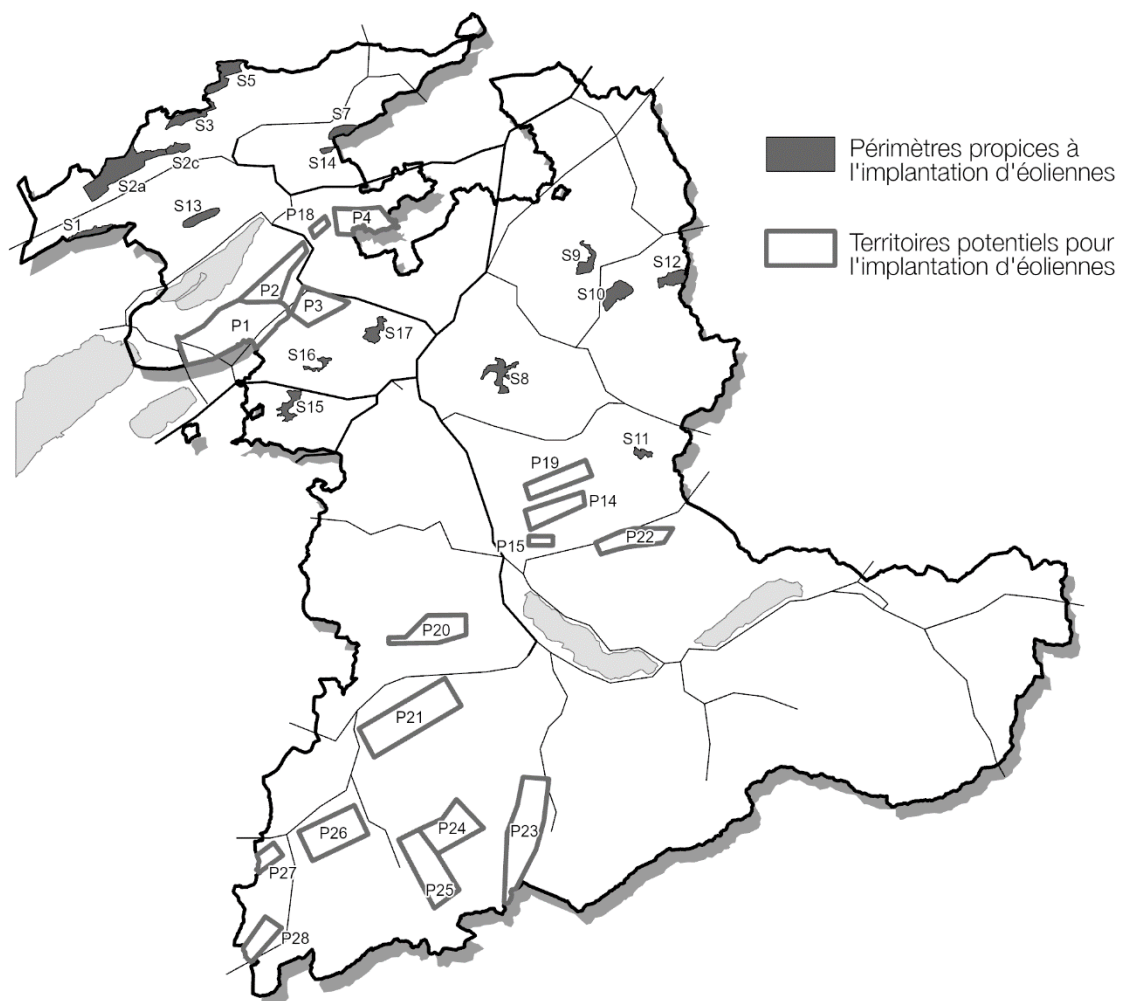 S5
S3
S7
S14
S2c
S2a
S13
S1
P18
P4
P2
P3
P1
S17
S16
S15
S9
S10
S12
S8
S11
P19
P14
P15
P22
P20
P21
P24
P23
P26
P25
P27
P28
Périmètres propices à
l'implantation d'éoliennes
Territoires potentiels pour
l'implantation d'éoliennes